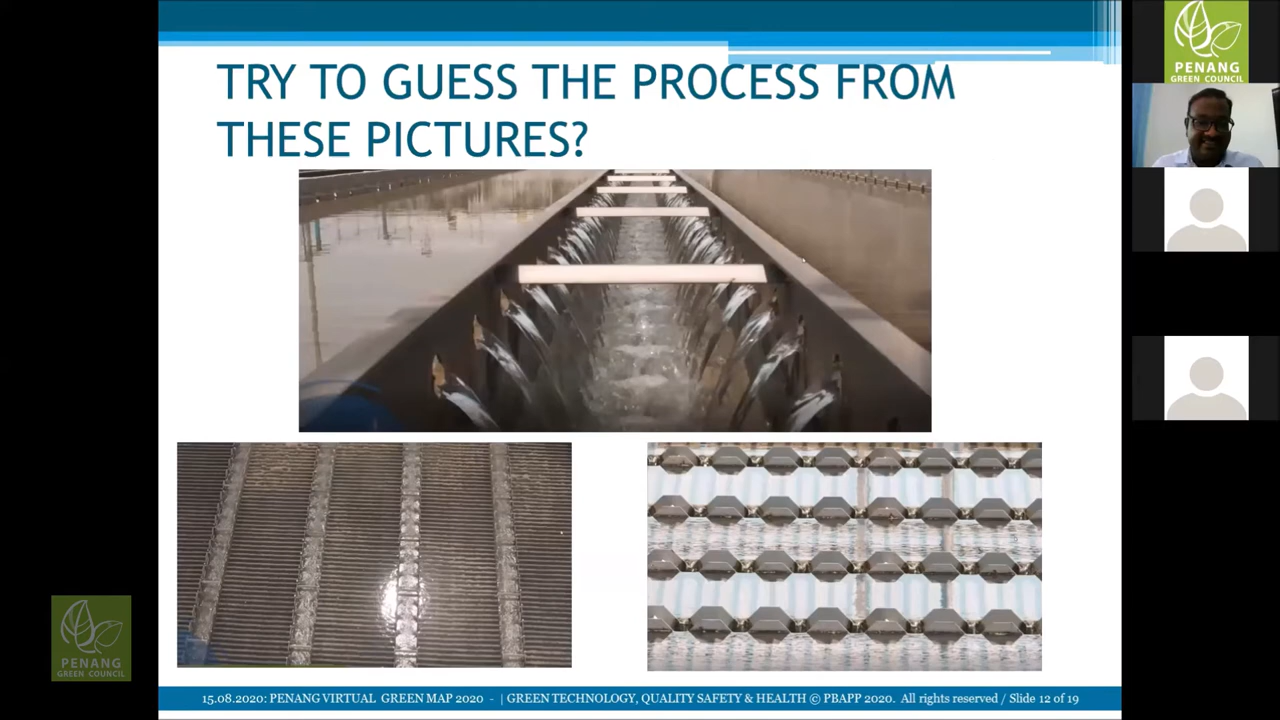 TRY TO GUESS THE PROCESS FROM
THESE PICTURES?
PENANG
GREEN COUNCIL
PENANG
GREEN COUNCIL
15.08.2020: PENANG VIRTUAL GREEN MAP 2020 - | GREEN TECHNOLOGY, QUALITY SAFETY & HEALTH © PBAPP 2020. All rights reserved / Slide 12 of 19